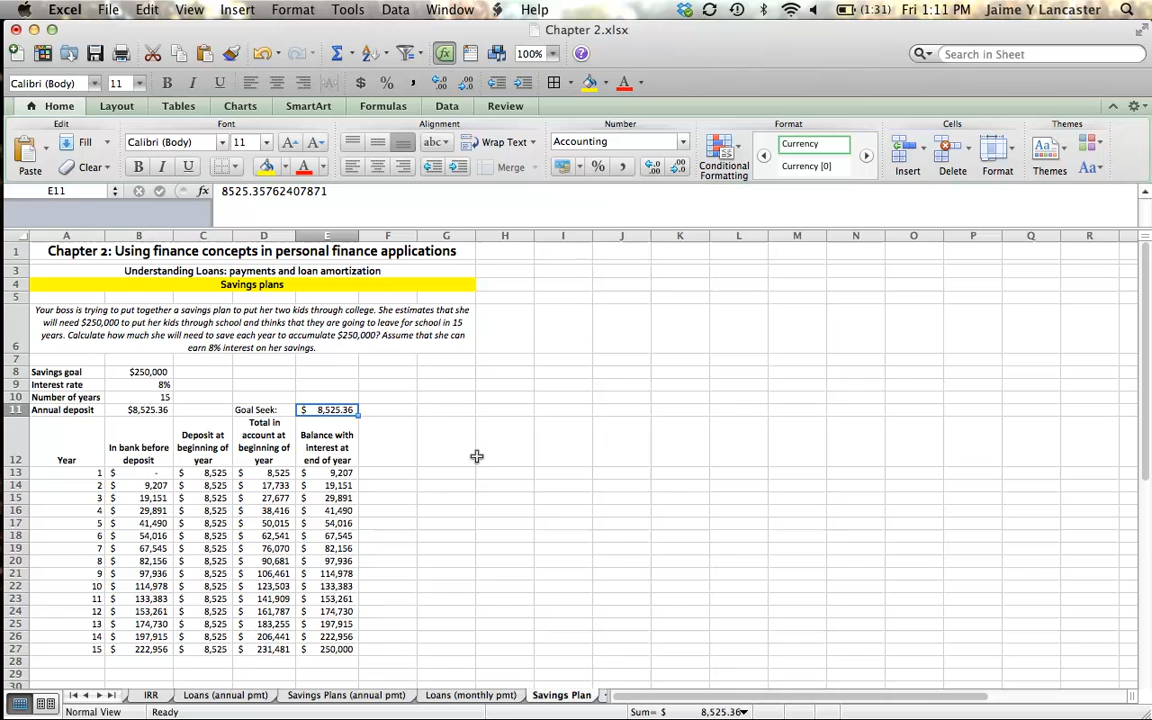 Excel File Edit View Insert Format Tools Data Window Help (1:31) Fri 1:11 PM Jaime Y Lancaster
Chapter 2.xlsx
100% Search in Sheet
Calibri (Body) 11 B I U $ %
Home Layout Tables Charts SmartArt Formulas Data Review
Edit Font Alignment Number Format Cells Themes
Fill Calibri (Body) 11 A A abc Wrap Text Accounting Currency
Paste Clear B I U A Merge % Conditional Formatting Currency [0] Insert Delete Format Themes Aa
E11 fx 8525.35762407871
A B C D E F G H I J K L M N O P Q R
1 Chapter 2: Using finance concepts in personal finance applications
3 Understanding Loans: payments and loan amortization
4 Savings plans
5
Your boss is trying to put together a savings plan to put her two kids through college. She estimates that she
will need $250,000 to put her kids through school and thinks that they are going to leave for school in 15
years. Calculate how much she will need to save each year to accumulate $250,000? Assume that she can
6 earn 8% interest on her savings.
7
8 Savings goal $250,000
9 Interest rate 8%
10 Number of years 15
11 Annual deposit $8,525.36 Goal Seek: $ 8,525.36
12 Year In bank before deposit Deposit at beginning of year Total in account at beginning of year Balance with interest at end of year
13 1 $ - $ 8,525 $ 8,525 $ 9,207
14 2 $ 9,207 $ 8,525 $ 17,733 $ 19,151
15 3 $ 19,151 $ 8,525 $ 27,677 $ 29,891
16 4 $ 29,891 $ 8,525 $ 38,416 $ 41,490
17 5 $ 41,490 $ 8,525 $ 50,015 $ 54,016
18 6 $ 54,016 $ 8,525 $ 62,541 $ 67,545
19 7 $ 67,545 $ 8,525 $ 76,070 $ 82,156
20 8 $ 82,156 $ 8,525 $ 90,681 $ 97,936
21 9 $ 97,936 $ 8,525 $ 106,461 $ 114,978
22 10 $ 114,978 $ 8,525 $ 123,503 $ 133,383
23 11 $ 133,383 $ 8,525 $ 141,909 $ 153,261
24 12 $ 153,261 $ 8,525 $ 161,787 $ 174,730
25 13 $ 174,730 $ 8,525 $ 183,255 $ 197,915
26 14 $ 197,915 $ 8,525 $ 206,441 $ 222,956
27 15 $ 222,956 $ 8,525 $ 231,481 $ 250,000
28
29
30
IRR Loans (annual pmt) Savings Plans (annual pmt) Loans (monthly pmt) Savings Plan
Normal View Ready Sum= $ 8,525.36